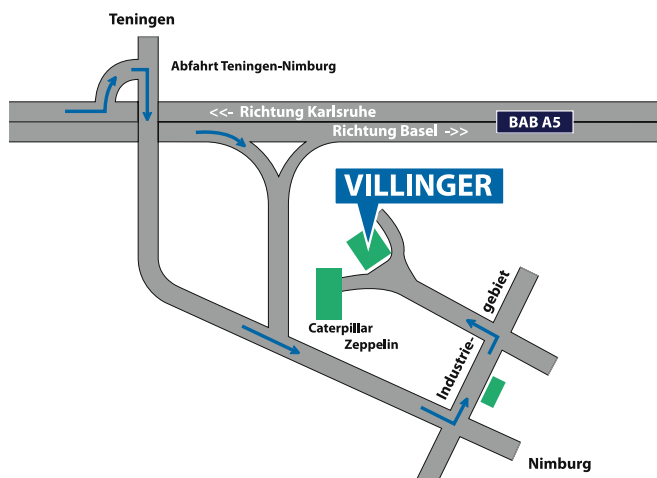 Teningen
Abfahrt Teningen-Nimburg
<<- Richtung Karlsruhe
BAB A5
Richtung Basel ->>
VILLINGER
Caterpillar
Zeppelin
Industrie-
gebiet
Nimburg